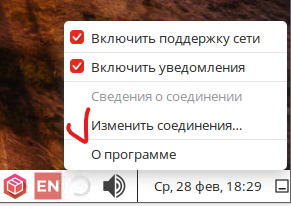 Включить поддержку сети
Включить уведомления
Сведения о соединении
Изменить соединения...
О программе
EN
Ср, 28 фев, 18:29